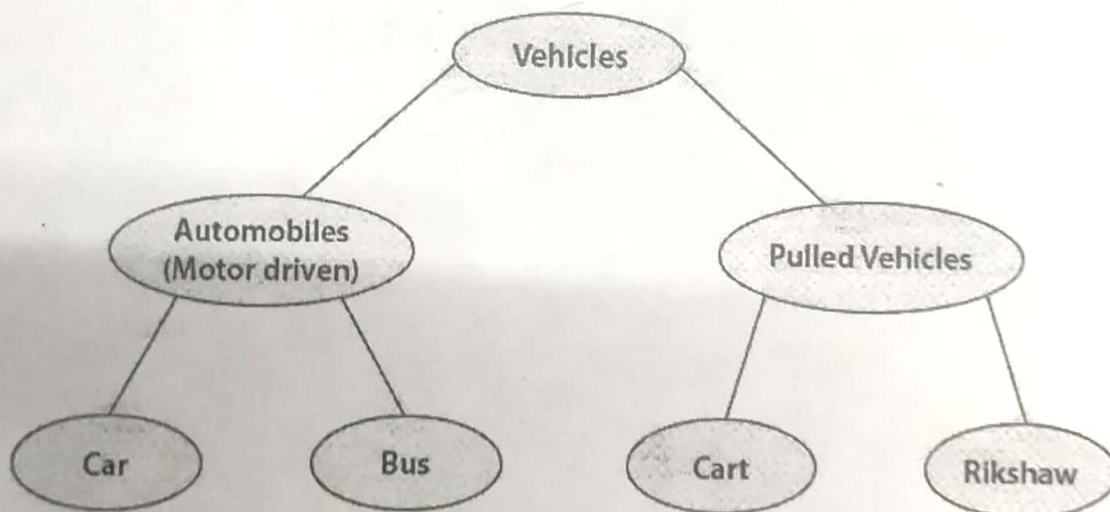 Vehicles
Automobiles
(Motor driven)
Pulled Vehicles
Car
Bus
Cart
Rikshaw